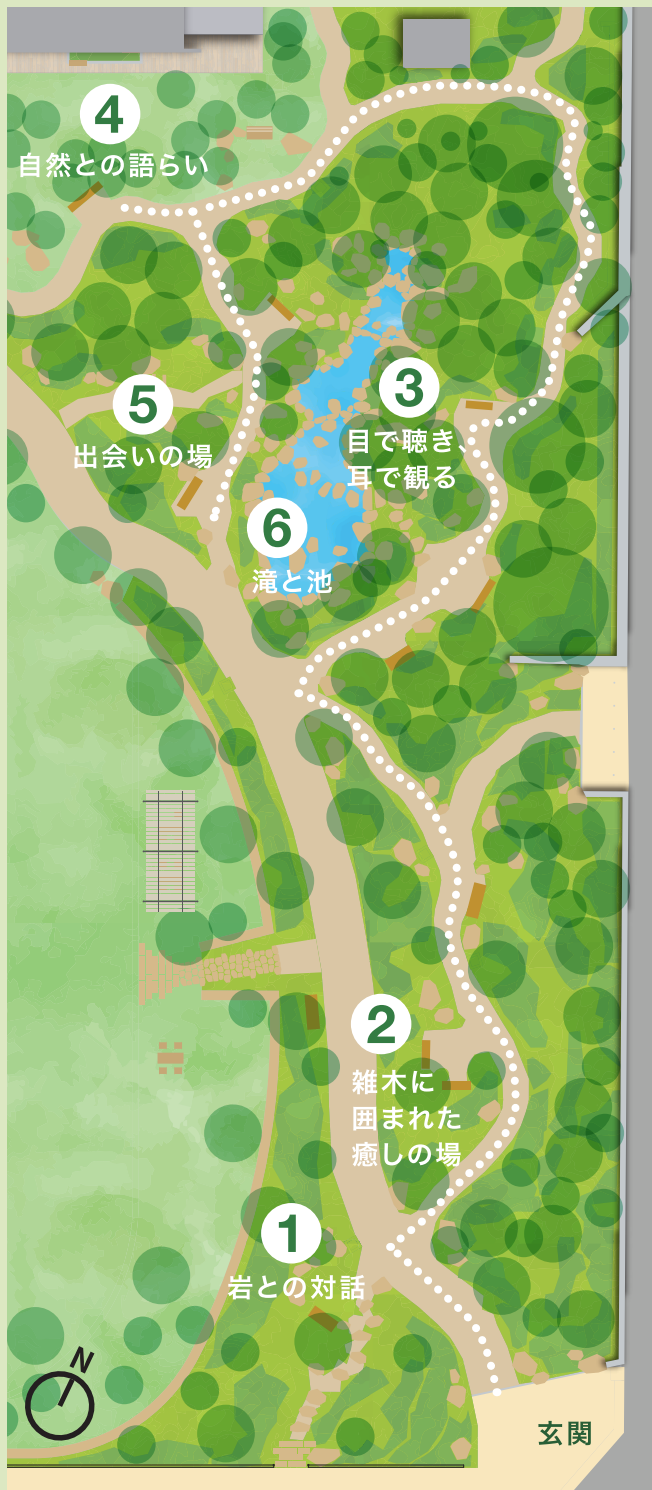 4
自然との語らい
3
目で聴き、
耳で観る
5
出会いの場
6
滝と池
2
雑木に
囲まれた
癒しの場
1
岩との対話
N
玄関